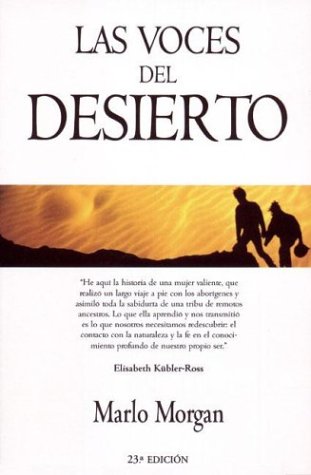 LAS VOCES
DEL
DESIERTO
"He aquí la historia de una mujer valiente, que
realizó un largo viaje a pie con los aborígenes y
asimiló toda la sabiduría de una tribu de remotos
ancestros. Lo que ella aprendió y nos transmitió
es lo que nosotros necesitamos redescubrir: el
contacto con la naturaleza y la fe en el conoci-
miento profundo de nuestro propio ser."
Elisabeth Kübler-Ross
Marlo Morgan
23.ª EDICIÓN